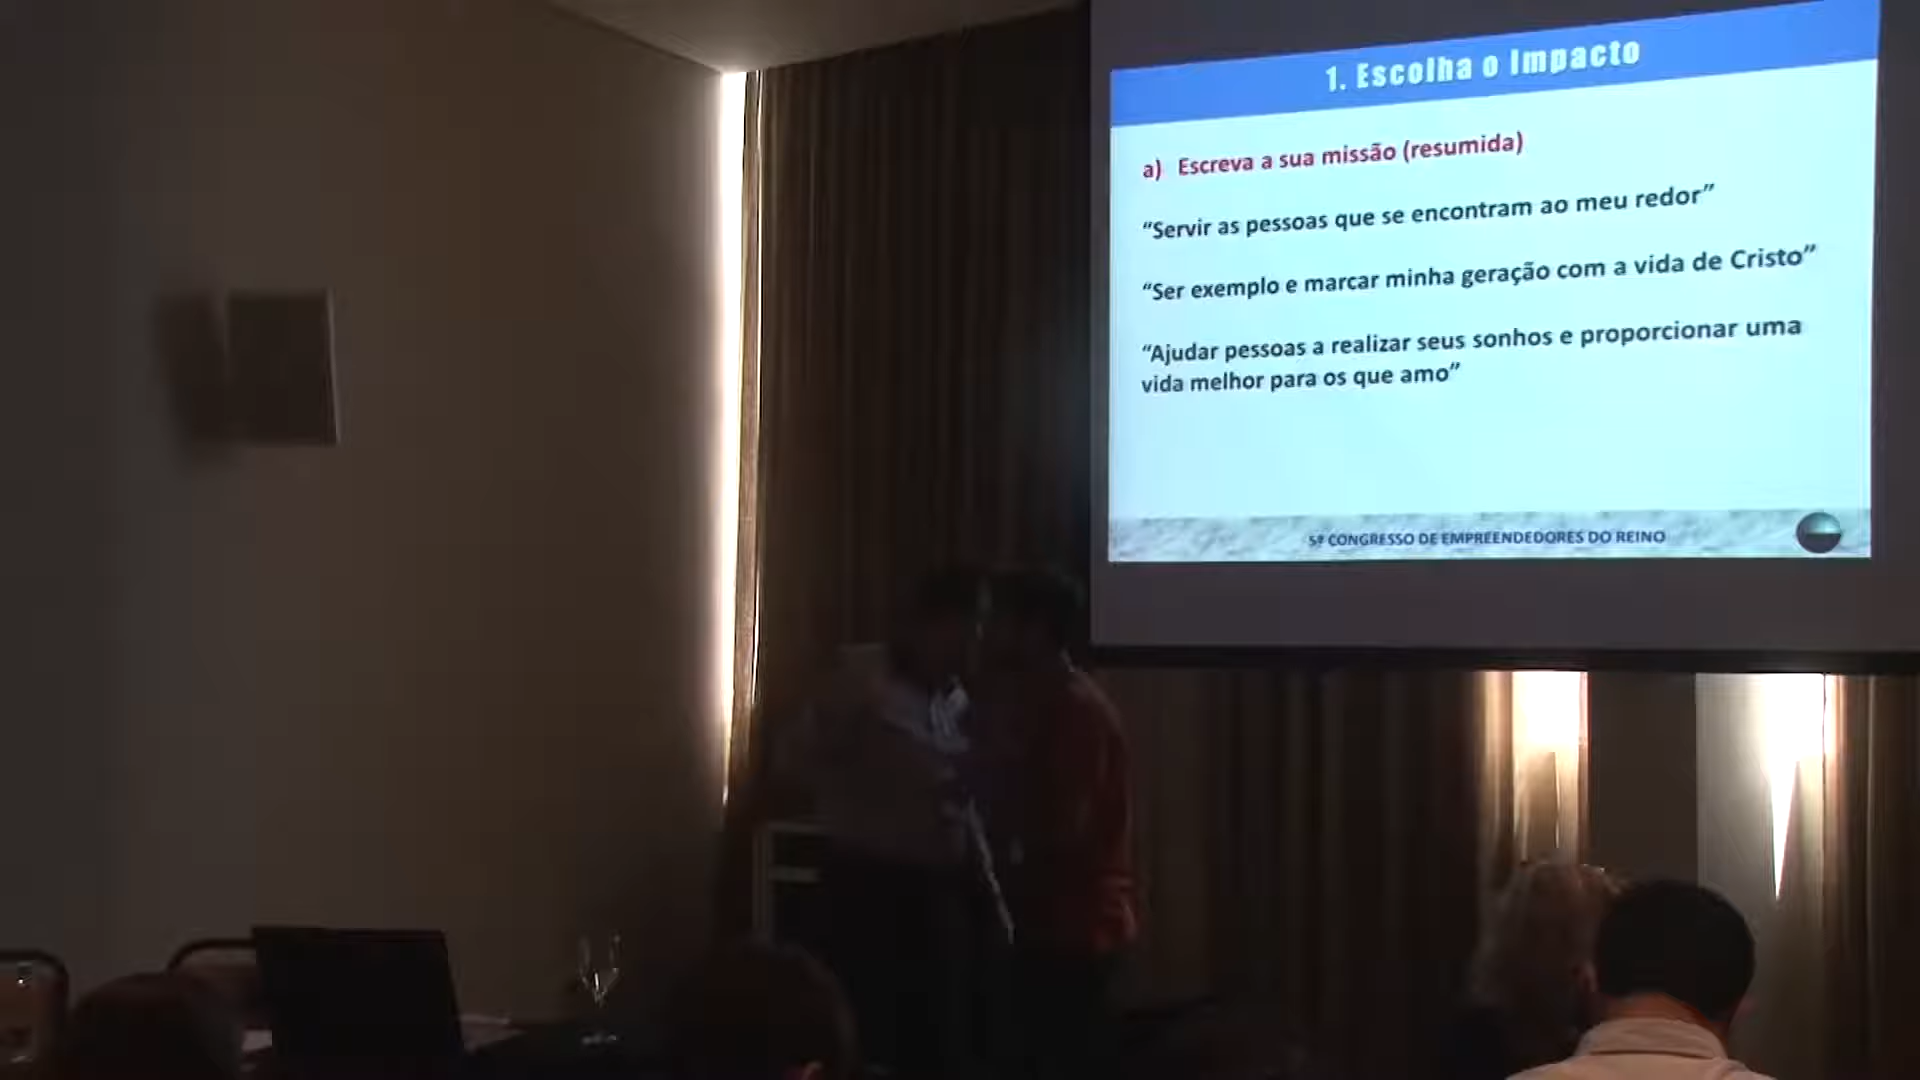 1. Escolha o Impacto
a) Escreva a sua missão (resumida)
“Servir as pessoas que se encontram ao meu redor”
“Ser exemplo e marcar minha geração com a vida de Cristo”
“Ajudar pessoas a realizar seus sonhos e proporcionar uma
vida melhor para os que amo”
5º CONGRESSO DE EMPREENDEDORES DO REINO